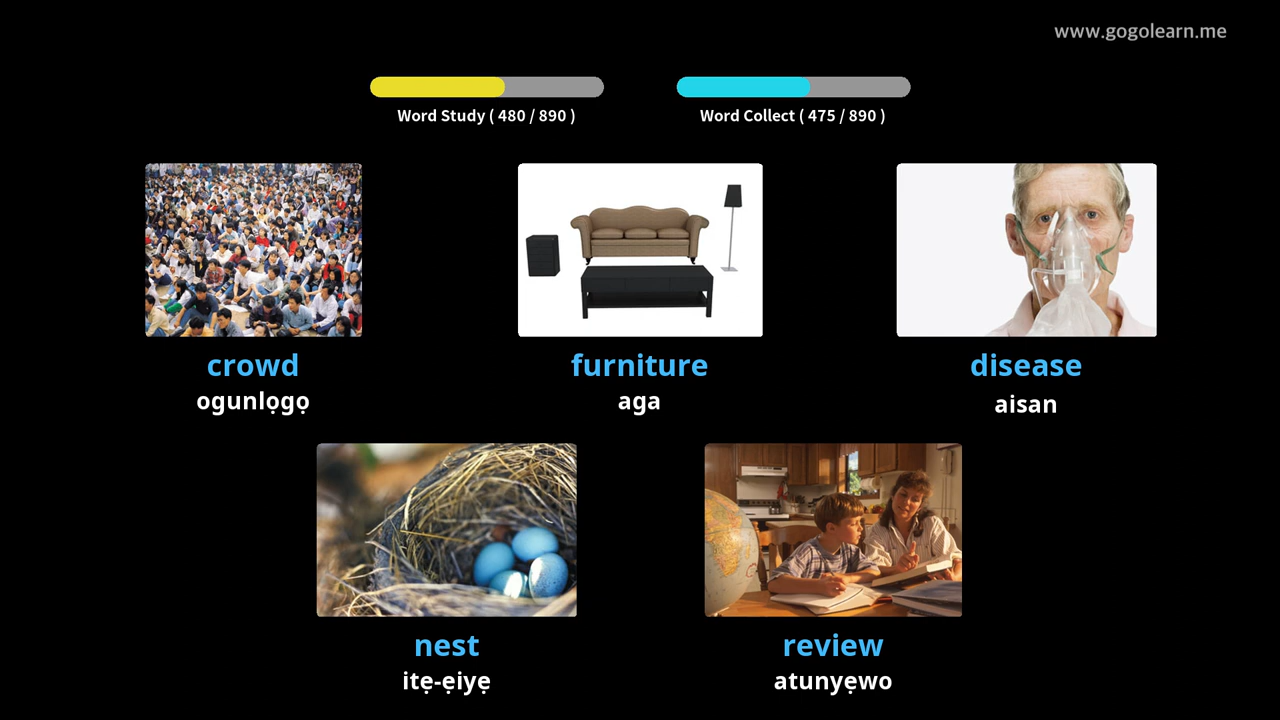 www.gogolearn.me
Word Study ( 480 / 890 )
Word Collect ( 475 / 890 )
crowd
ogunlọgọ
furniture
aga
disease
aisan
nest
itẹ-ẹiyẹ
review
atunyẹwo